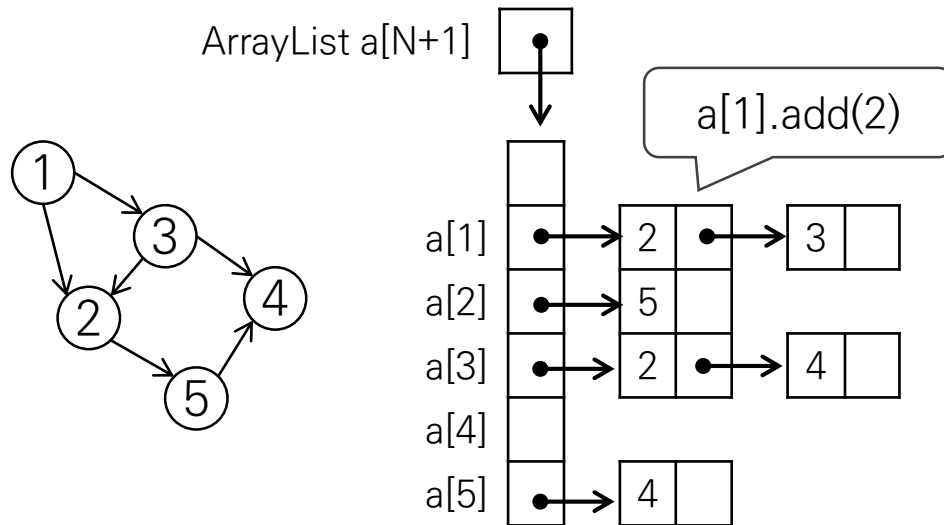 ArrayList a[N+1]
a[1].add(2)
1
3
2
4
5
a[1] 2 3
a[2] 5
a[3] 2 4
a[4]
a[5] 4